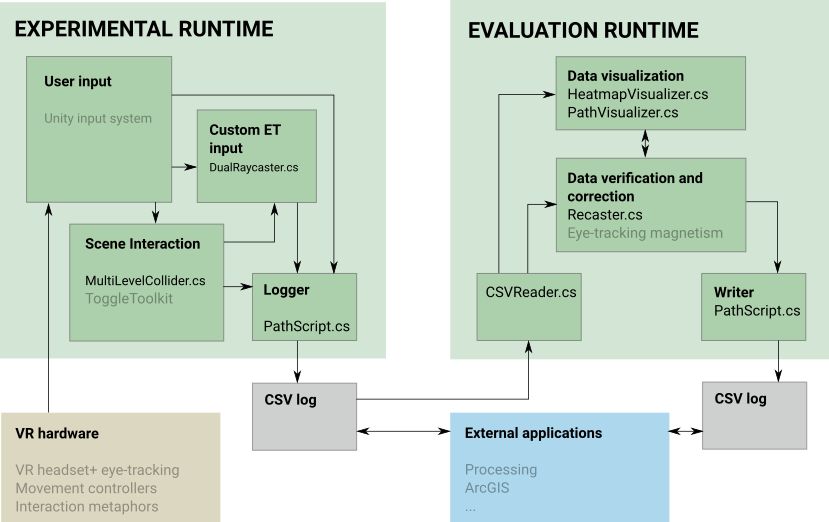 EXPERIMENTAL RUNTIME
User input
Unity input system
Custom ET
input
DualRaycaster.cs
Scene Interaction
MultiLevelCollider.cs
ToggleToolkit
Logger
PathScript.cs
CSV log
VR hardware
VR headset+ eye-tracking
Movement controllers
Interaction metaphors
EVALUATION RUNTIME
Data visualization
HeatmapVisualizer.cs
PathVisualizer.cs
Data verification and
correction
Recaster.cs
Eye-tracking magnetism
CSVReader.cs
Writer
PathScript.cs
CSV log
External applications
Processing
ArcGIS
...